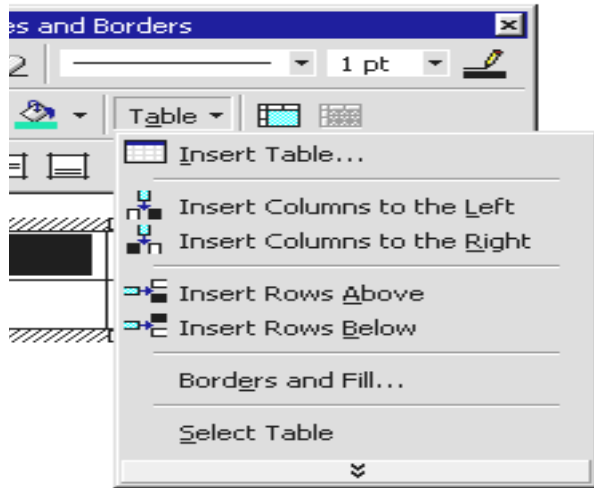 es and Borders
1 pt
Table
Insert Table...
Insert Columns to the Left
Insert Columns to the Right
Insert Rows Above
Insert Rows Below
Borders and Fill...
Select Table